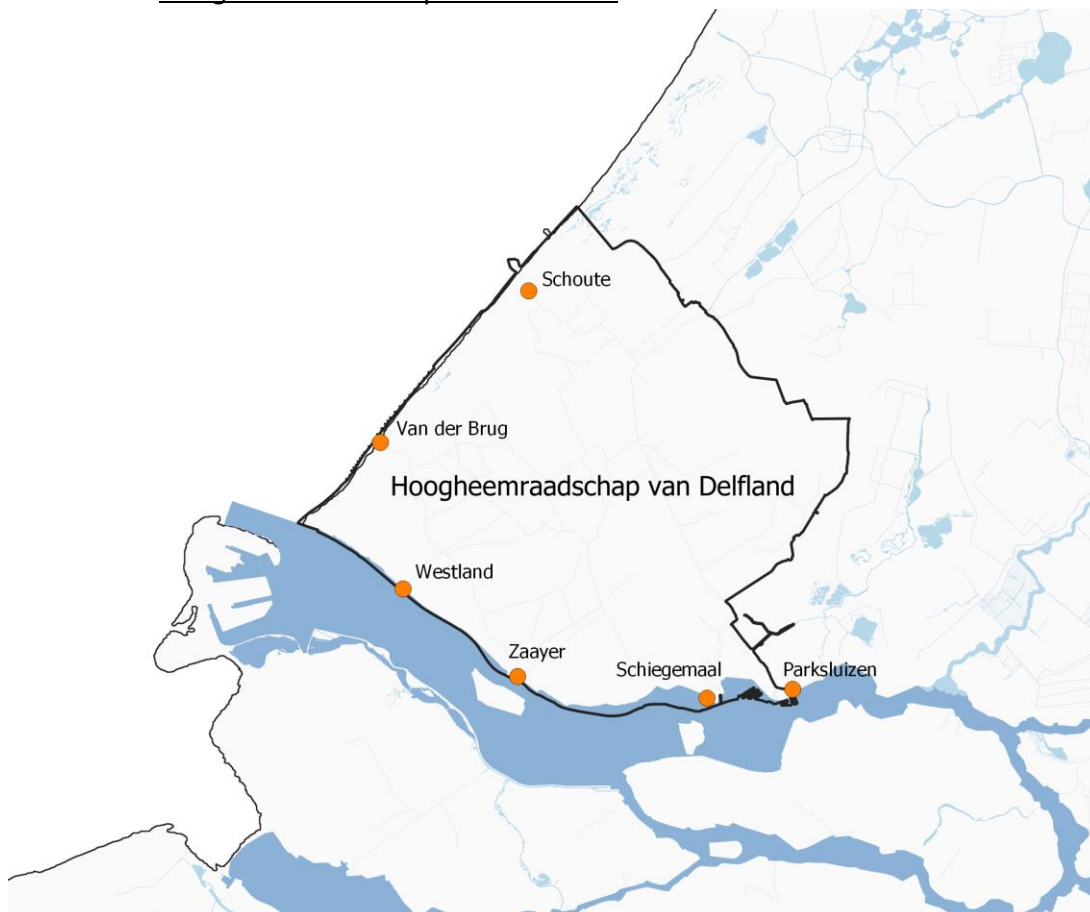 Schoute
Van der Brug
Hoogheemraadschap van Delfland
Westland
Zaayer
Schiegemaal
Parksluizen